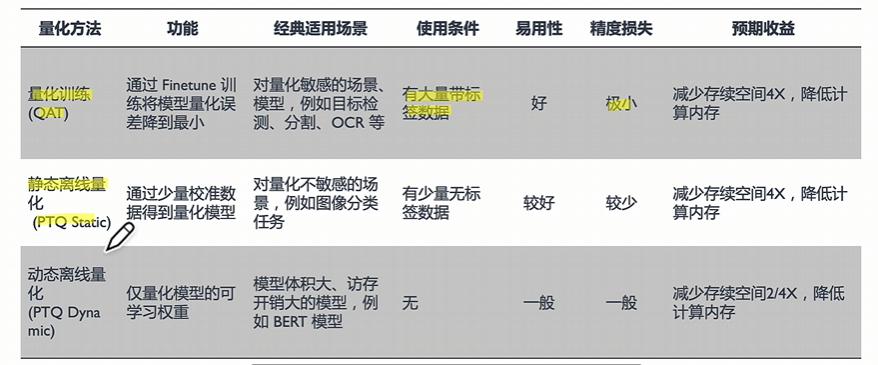 量化方法 功能 经典适用场景 使用条件 易用性 精度损失 预期收益
量化训练
(QAT)
通过 Finetune 训
练将模型量化误
差降到最小
对量化敏感的场景、
模型，例如目标检
测、分割、OCR 等
有大量带标
签数据
好
极小
减少存续空间4X，降低计
算内存
静态离线量
化
(PTQ Static)
通过少量校准数
据得到量化模型
对量化不敏感的场
景，例如图像分类
任务
有少量无标
签数据
较好
较少
减少存续空间4X，降低计
算内存
动态离线量
化
(PTQ Dyna
mic)
仅量化模型的可
学习权重
模型体积大、访存
开销大的模型，例
如 BERT 模型
无
一般
一般
减少存续空间2/4X，降低
计算内存